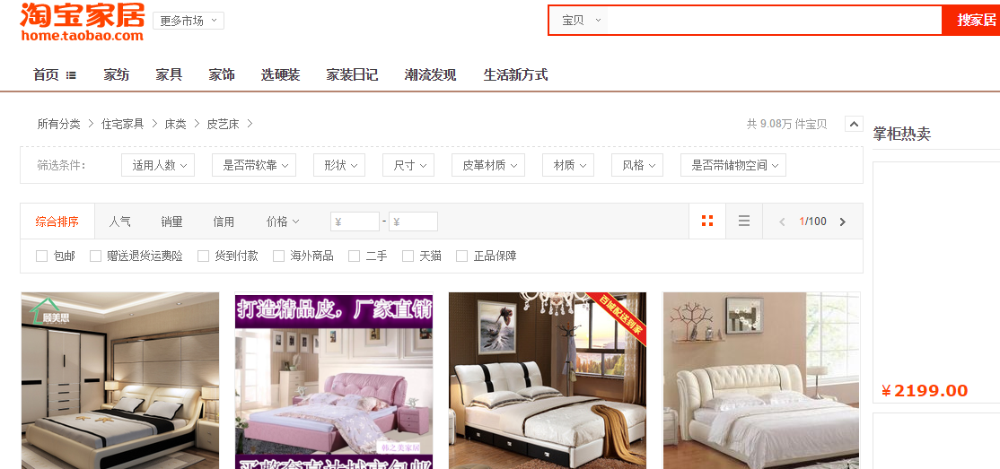 淘宝家居
home.taobao.com
更多市场
宝贝
搜家居
首页 家纺 家具 家饰 选硬装 家装日记 潮流发现 生活新方式
所有分类 > 住宅家具 > 床类 > 皮艺床 >
共 9.08万 件宝贝
掌柜热卖
筛选条件： 适用人数 是否带软靠 形状 尺寸 皮革材质 材质 风格 是否带储物空间
综合排序 人气 销量 信用 价格 ¥ - ¥ < 1/100 >
包邮 赠送退货运费险 货到付款 海外商品 二手 天猫 正品保障
顾美思
打造精品皮，厂家直销
韩之美家居
百城配送到家
¥2199.00